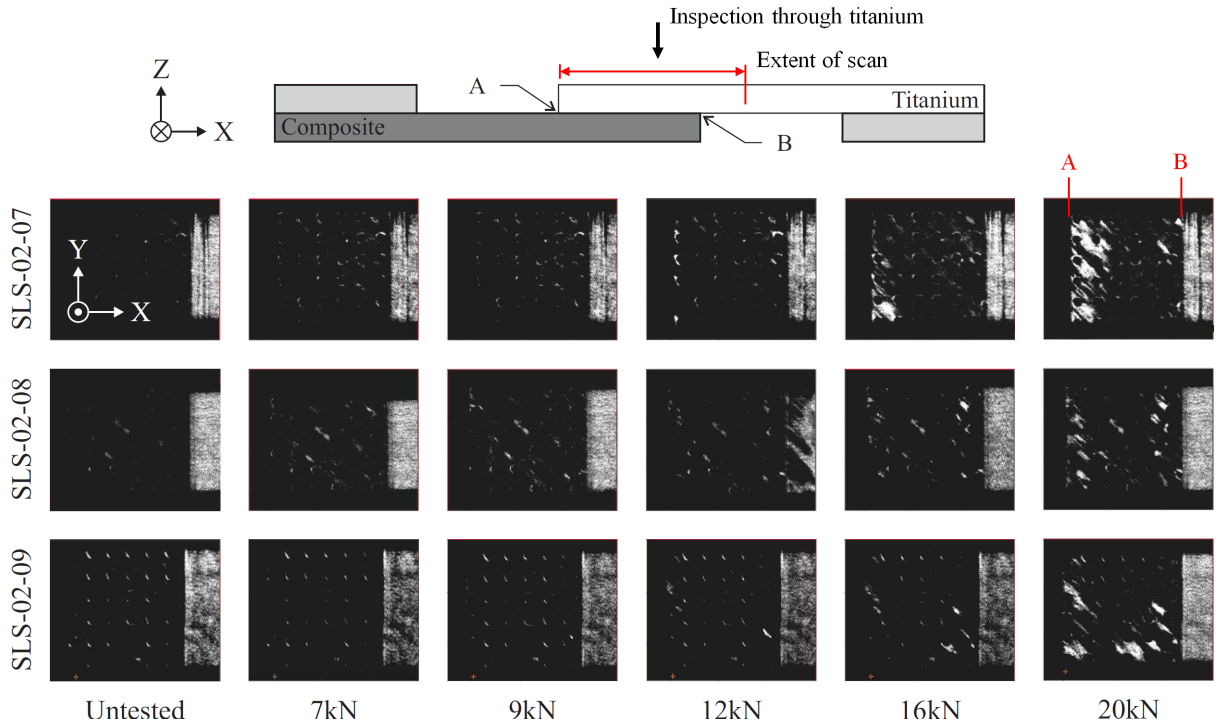 Inspection through titanium
Extent of scan
Z
X
A
Titanium
Composite
B
A B
SLS-02-07
Y
X
SLS-02-08
SLS-02-09
Untested 7kN 9kN 12kN 16kN 20kN